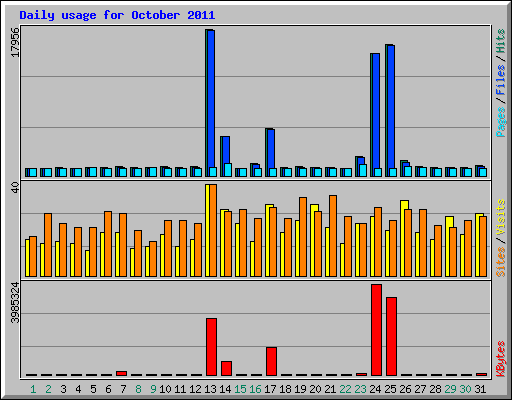 Daily usage for October 2011
17956
Pages / Files / Hits
40
Sites / Visits
3985324
KBytes
1 2 3 4 5 6 7 8 9 10 11 12 13 14 15 16 17 18 19 20 21 22 23 24 25 26 27 28 29 30 31